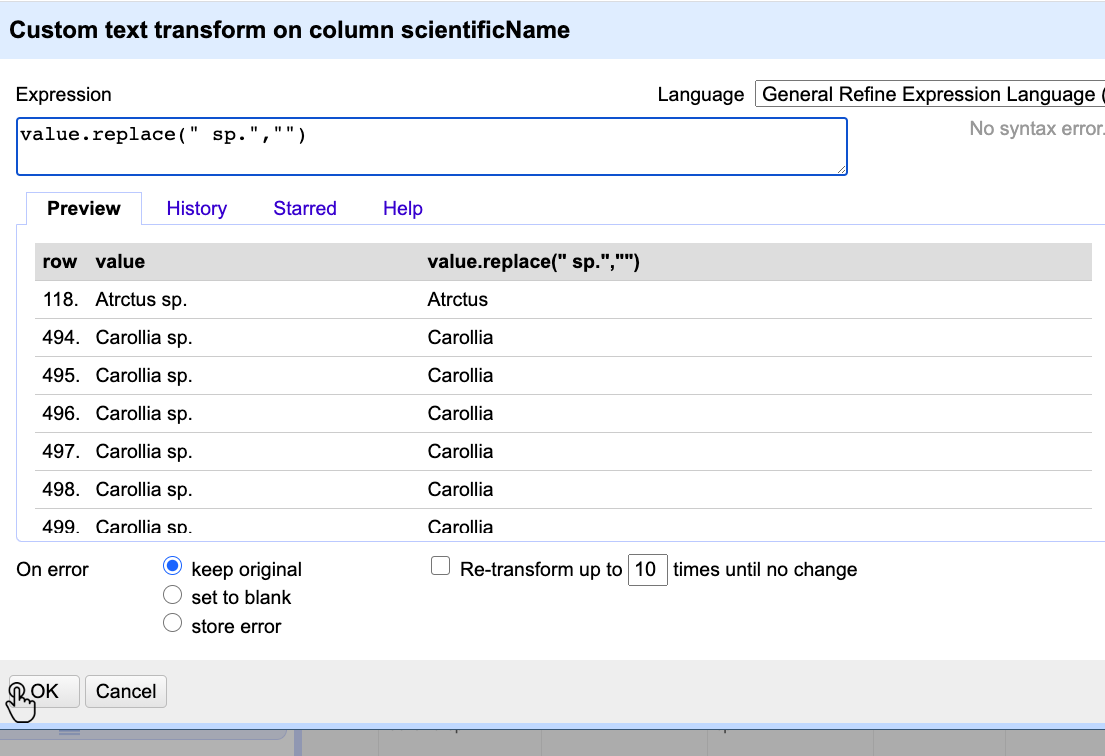 Custom text transform on column scientificName
Expression
Language General Refine Expression Language (
value.replace(" sp.","")
No syntax error.
Preview History Starred Help
row value value.replace(" sp.","")
118. Atrctus sp. Atrctus
494. Carollia sp. Carollia
495. Carollia sp. Carollia
496. Carollia sp. Carollia
497. Carollia sp. Carollia
498. Carollia sp. Carollia
499. Carollia sp. Carollia
On error keep original Re-transform up to 10 times until no change
set to blank
store error
OK Cancel